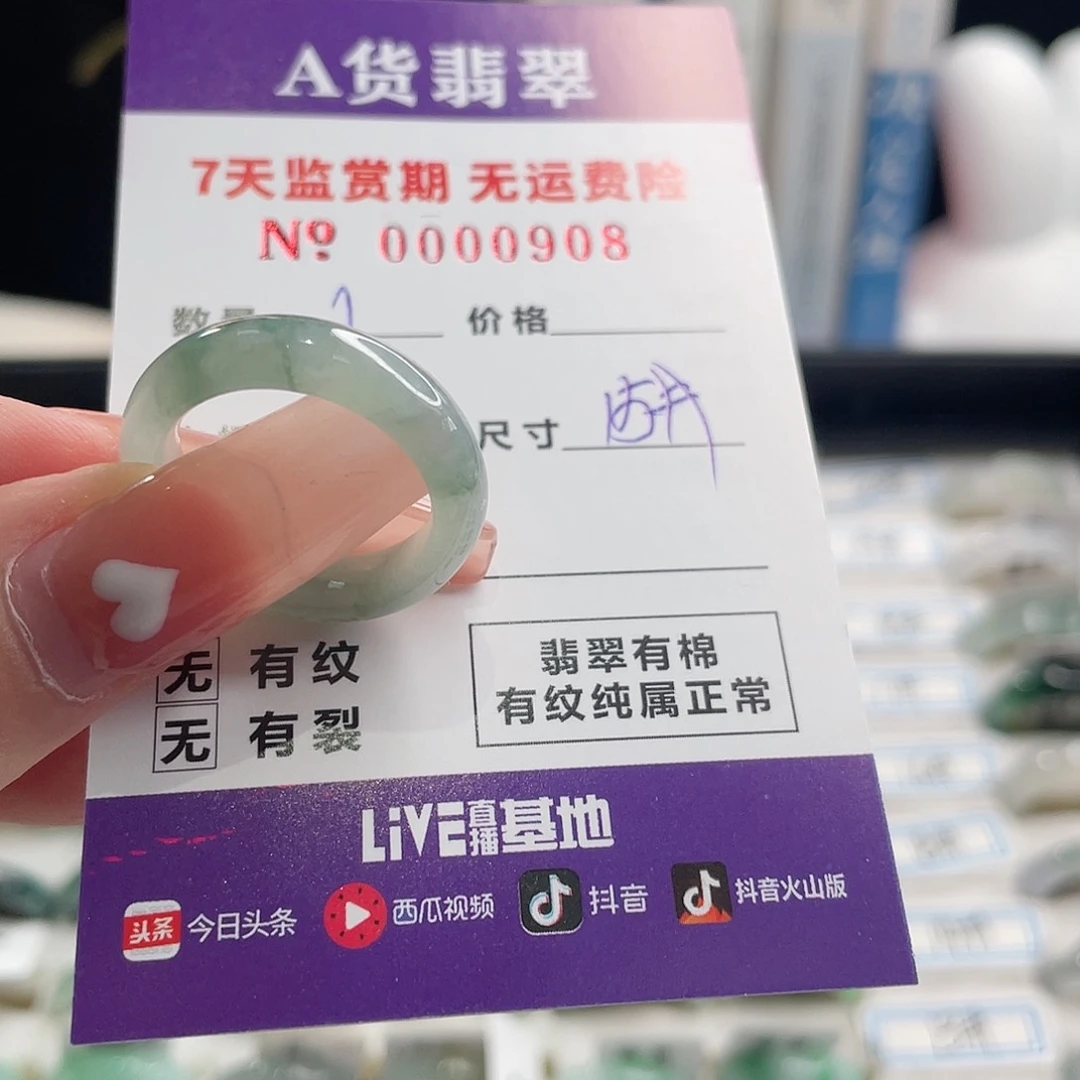 A货翡翠
7天监赏期 无运费险
Nº 0000908
数量 1 价格
尺寸
无 有纹
无 有裂
翡翠有棉
有纹纯属正常
LiVE直播基地
头条 今日头条 西瓜视频 抖音 抖音火山版